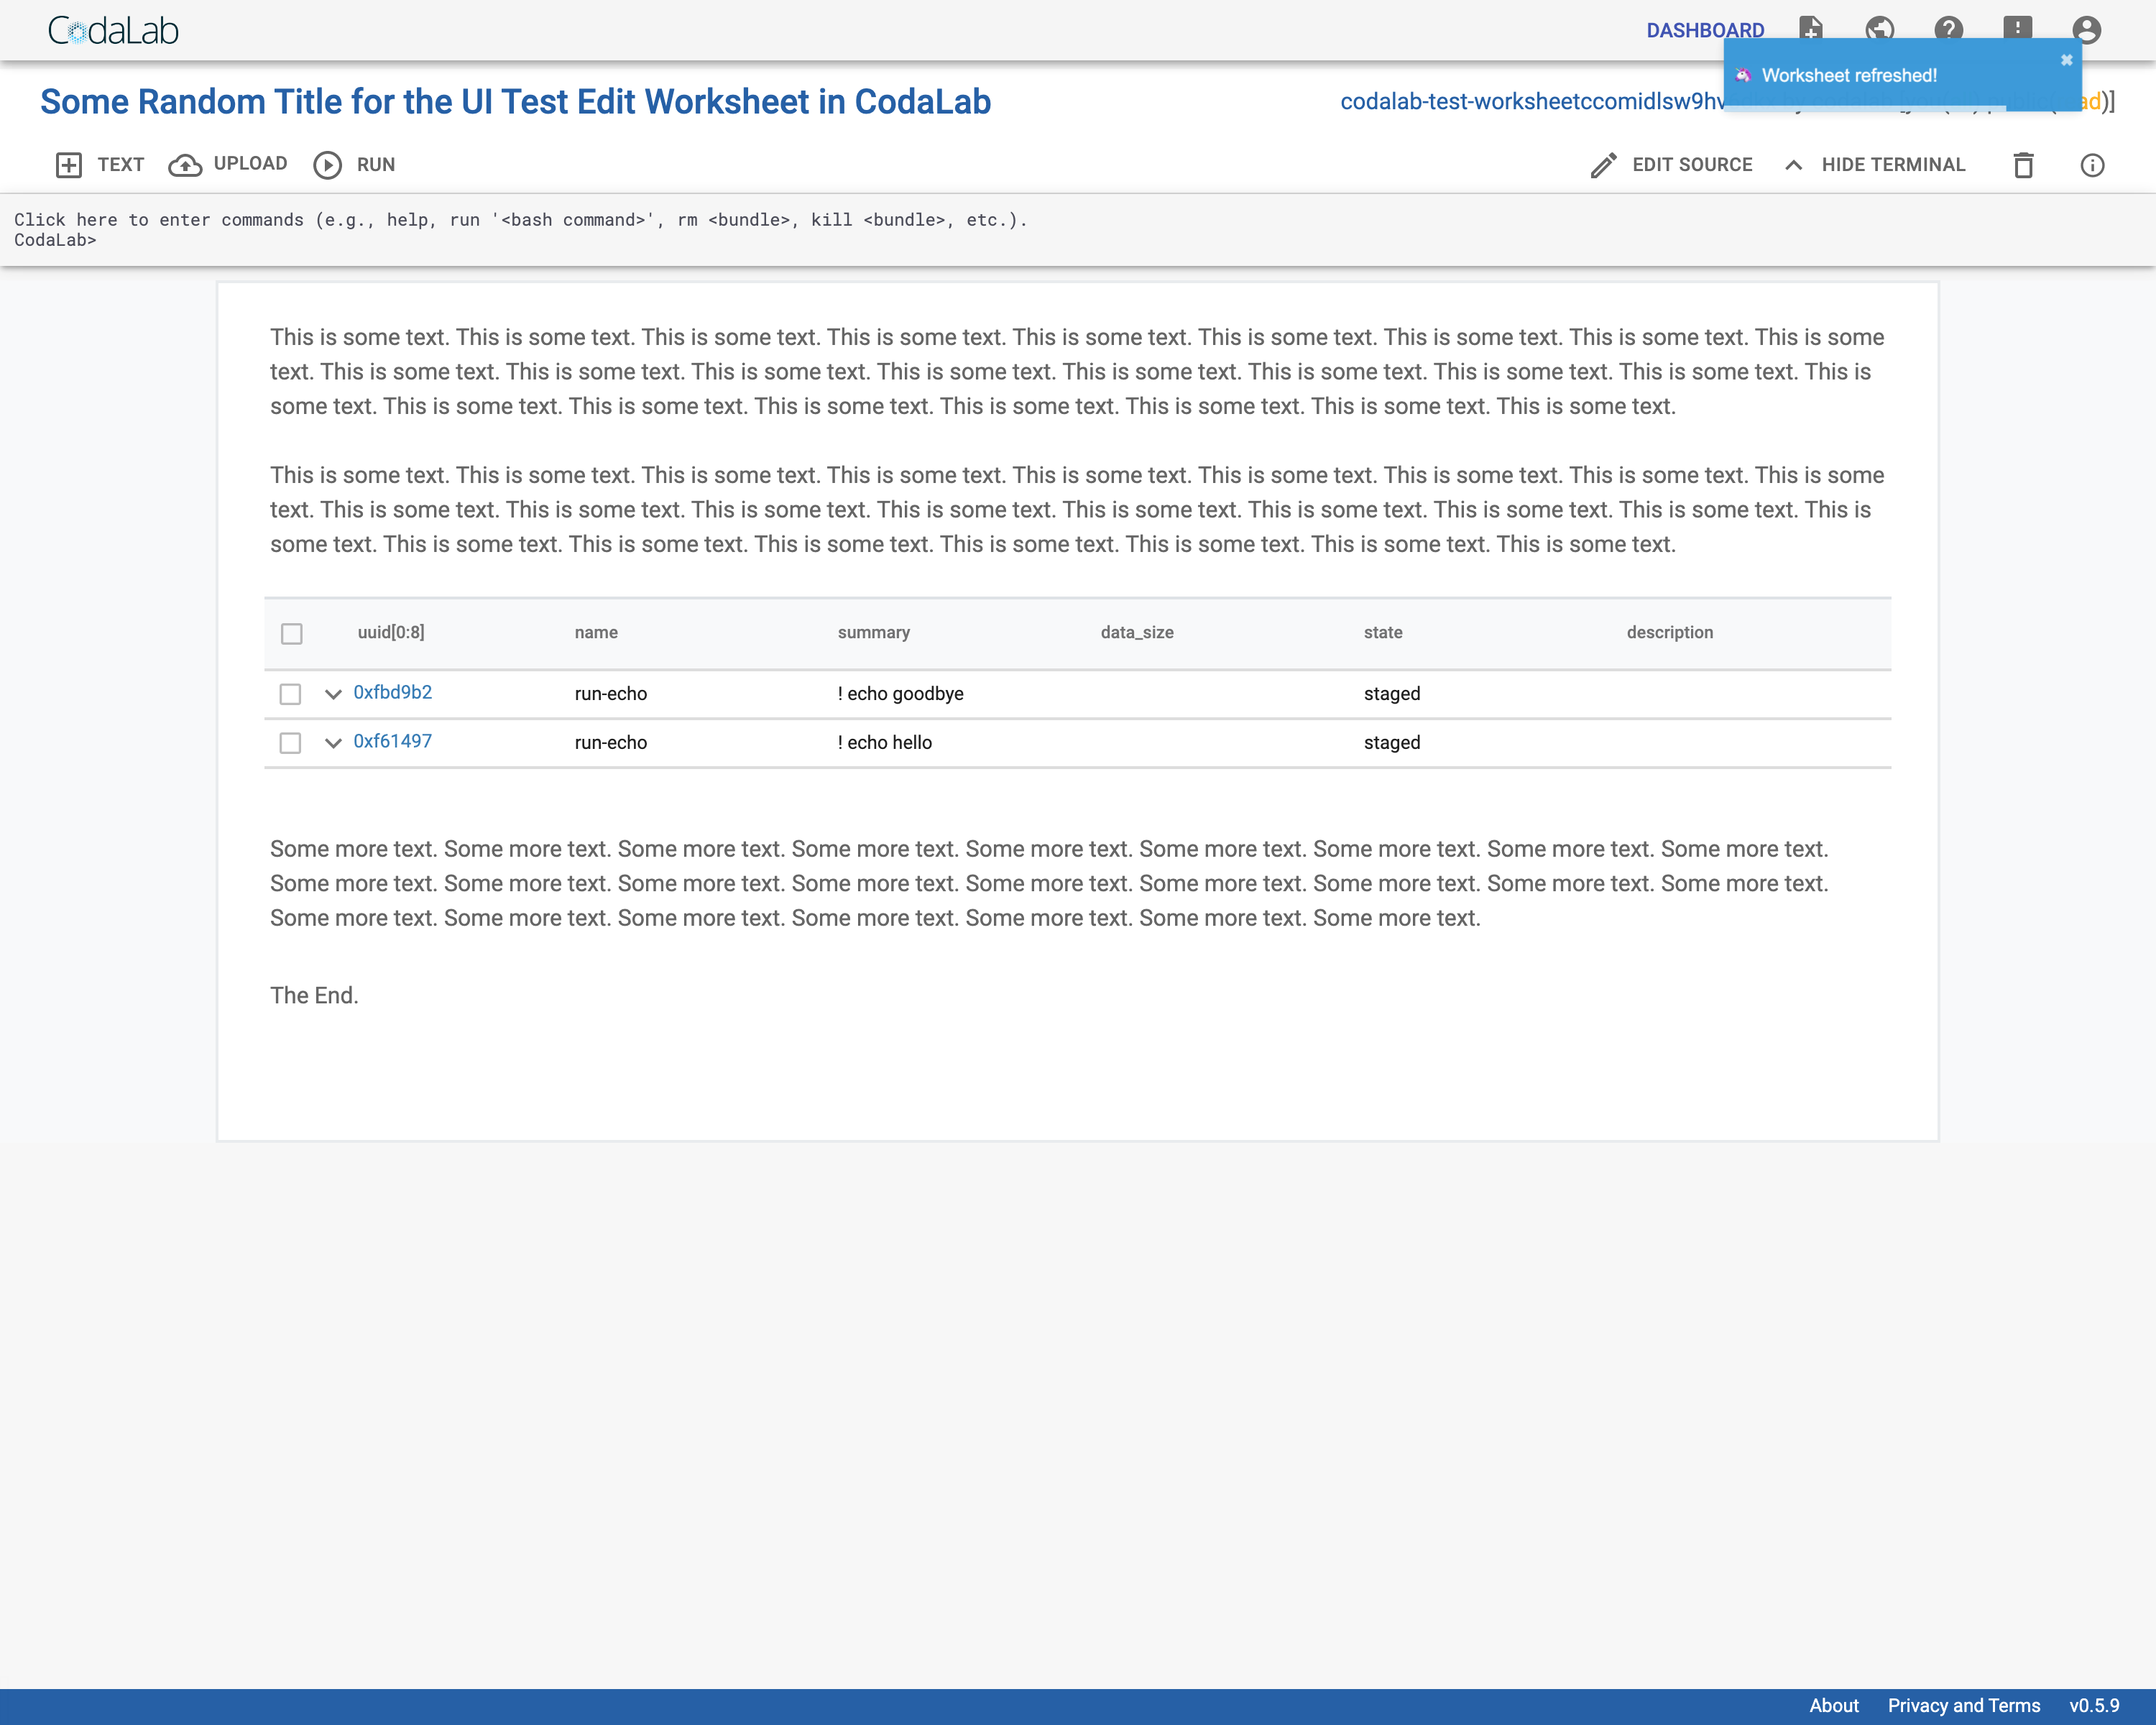 CodaLab
DASHBOARD
Worksheet refreshed!
Some Random Title for the UI Test Edit Worksheet in CodaLab
codalab-test-worksheetccomidlsw9hv
TEXT UPLOAD RUN
EDIT SOURCE HIDE TERMINAL
Click here to enter commands (e.g., help, run '<bash command>', rm <bundle>, kill <bundle>, etc.).
CodaLab>
This is some text. This is some text. This is some text. This is some text. This is some text. This is some text. This is some text. This is some text. This is some
text. This is some text. This is some text. This is some text. This is some text. This is some text. This is some text. This is some text. This is some text. This is
some text. This is some text. This is some text. This is some text. This is some text. This is some text. This is some text. This is some text.
This is some text. This is some text. This is some text. This is some text. This is some text. This is some text. This is some text. This is some text. This is some
text. This is some text. This is some text. This is some text. This is some text. This is some text. This is some text. This is some text. This is some text. This is
some text. This is some text. This is some text. This is some text. This is some text. This is some text. This is some text. This is some text.
uuid[0:8] name summary data_size state description
0xfbd9b2 run-echo ! echo goodbye staged
0xf61497 run-echo ! echo hello staged
Some more text. Some more text. Some more text. Some more text. Some more text. Some more text. Some more text. Some more text. Some more text.
Some more text. Some more text. Some more text. Some more text. Some more text. Some more text. Some more text. Some more text. Some more text.
Some more text. Some more text. Some more text. Some more text. Some more text. Some more text. Some more text.
The End.
About Privacy and Terms v0.5.9